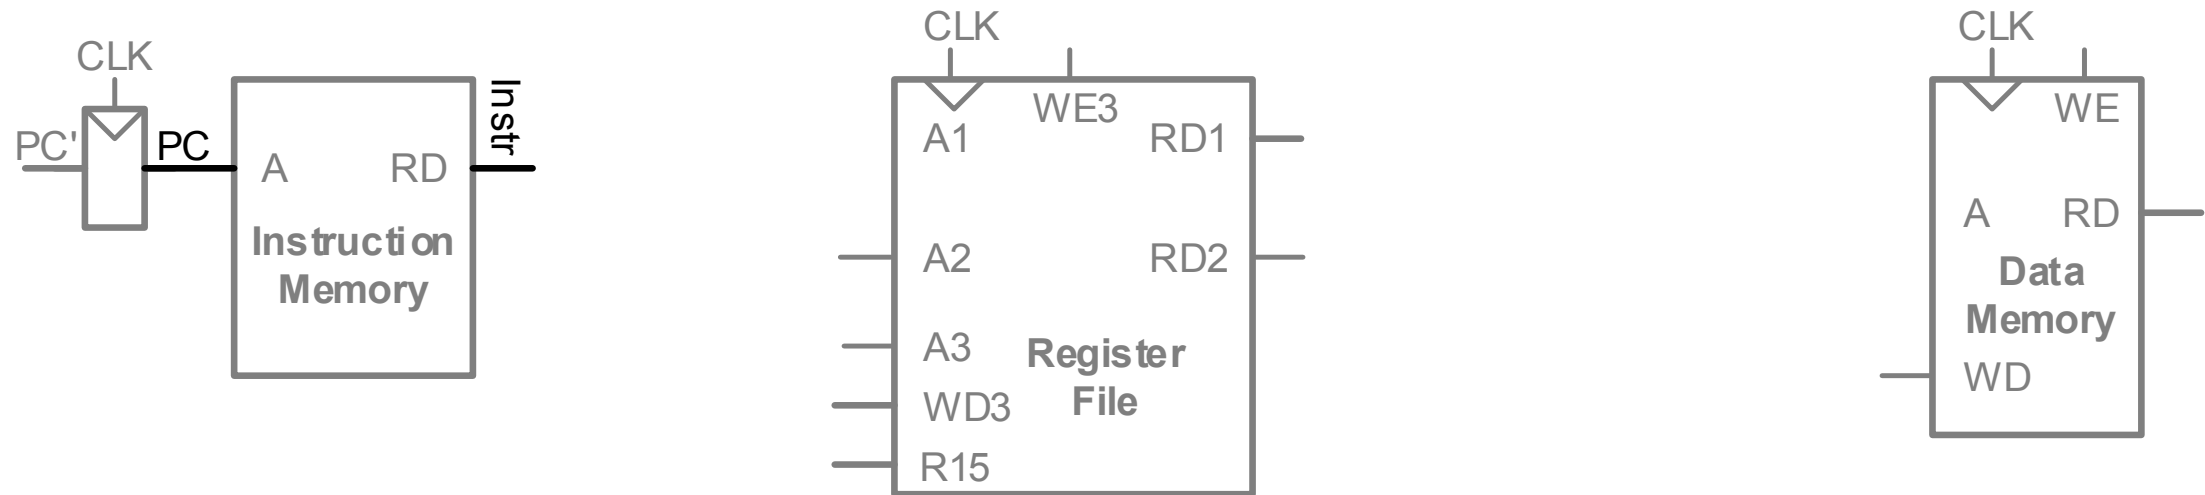 CLK
PC'
PC
A
RD
Instr
Instruction
Memory
CLK
WE3
A1
RD1
A2
RD2
A3
WD3
R15
Register
File
CLK
WE
A
RD
Data
Memory
WD